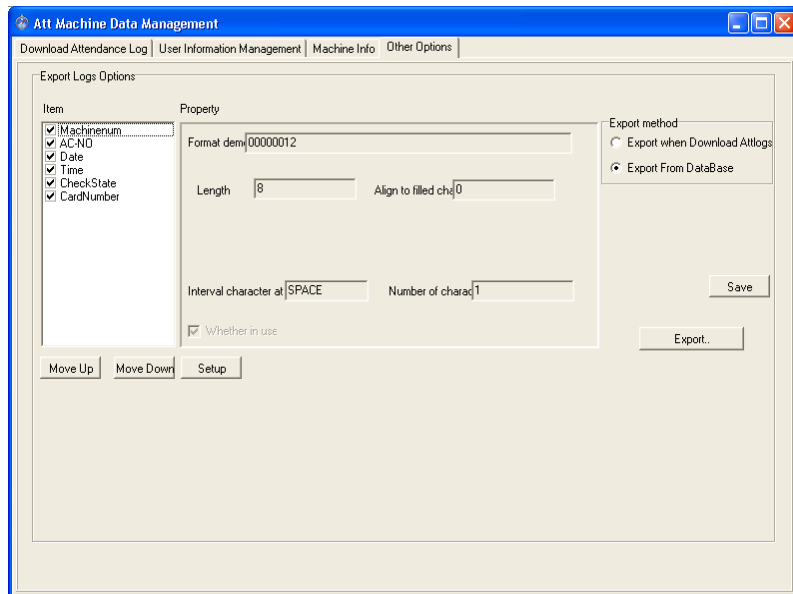 Att Machine Data Management
Download Attendance Log User Information Management Machine Info Other Options
Export Logs Options
Item Property
Machinenum
AC-NO
Date
Time
CheckState
CardNumber
Format dem 00000012
Length 8 Align to filled cha 0
Interval character at SPACE Number of charac 1
Whether in use
Export method
Export when Download Attlogs
Export From DataBase
Save
Export..
Move Up Move Down Setup